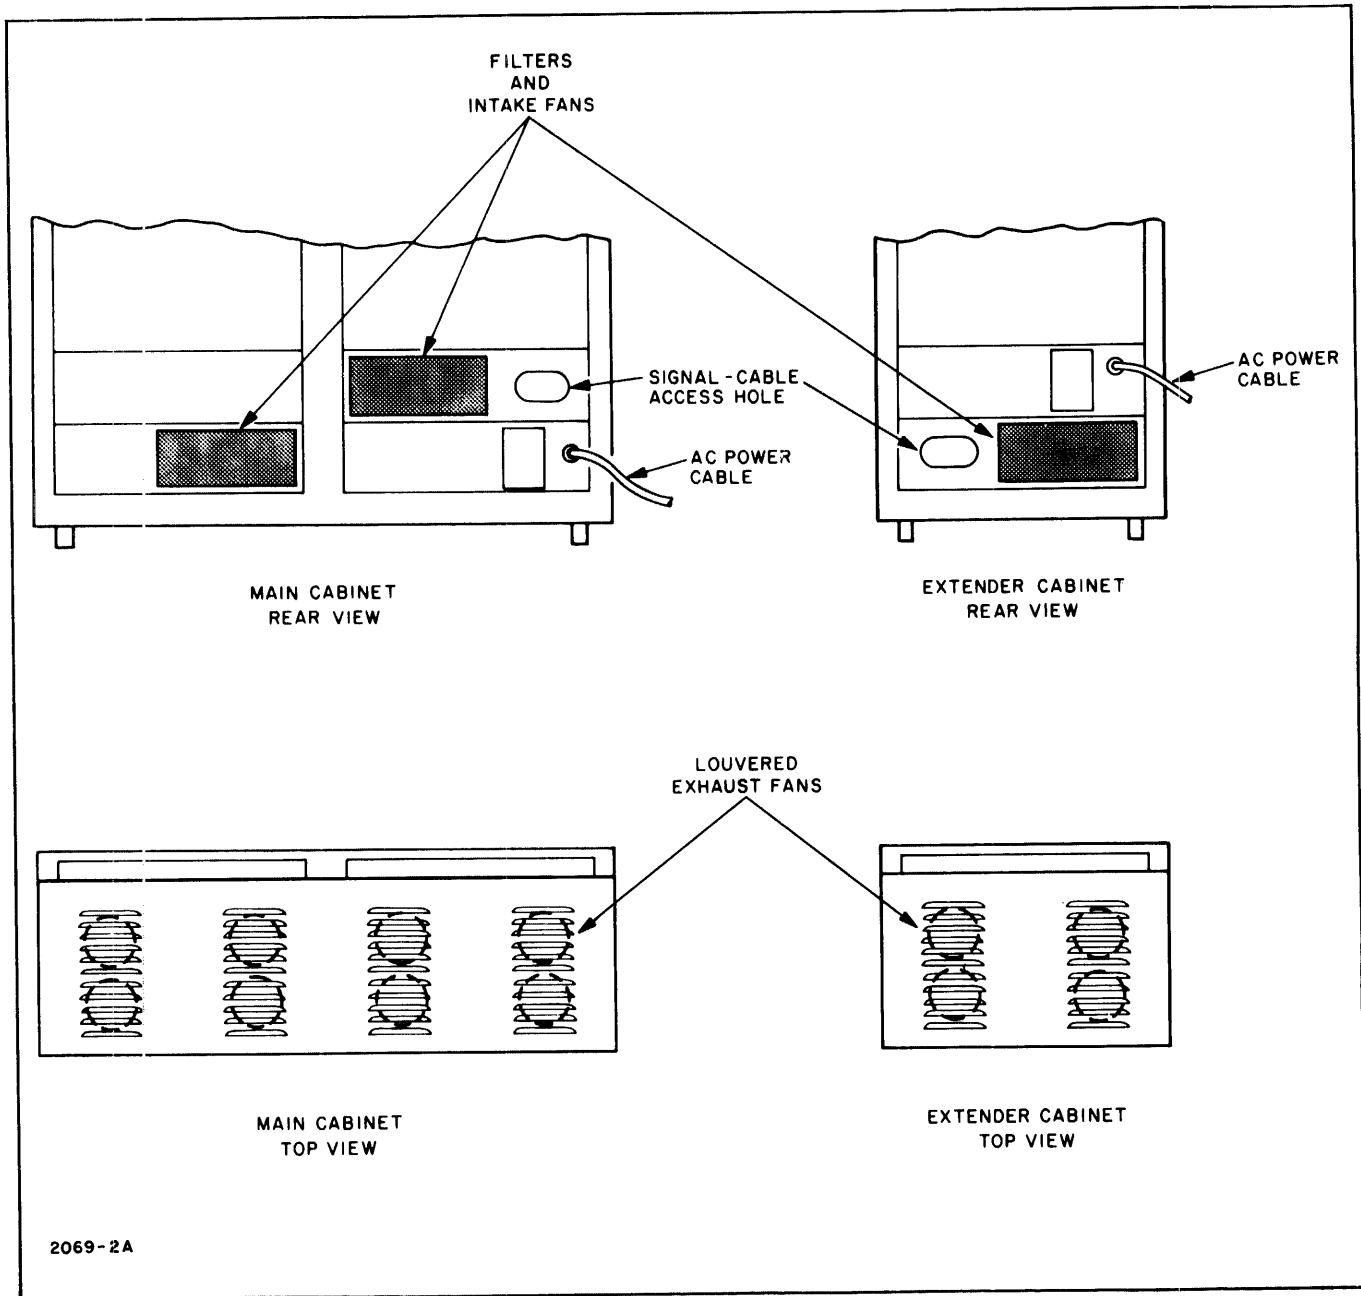 FILTERS
AND
INTAKE FANS
SIGNAL-CABLE
ACCESS HOLE
AC POWER
CABLE
AC POWER
CABLE
MAIN CABINET
REAR VIEW
EXTENDER CABINET
REAR VIEW
LOUVERED
EXHAUST FANS
MAIN CABINET
TOP VIEW
EXTENDER CABINET
TOP VIEW
2069-2A